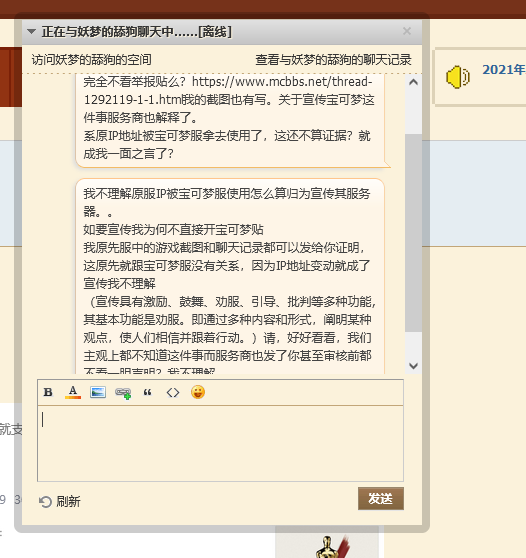 正在与妖梦的舔狗聊天中......[离线]
访问妖梦的舔狗的空间 查看与妖梦的舔狗的聊天记录
2021年
完全不看举报贴么？https://www.mcbbs.net/thread-
1292119-1-1.htm我的截图也有写。关于宣传宝可梦这
件事服务商也解释了。
系原IP地址被宝可梦服拿去使用了，这还不算证据？就
成我一面之言了？
我不理解原服IP被宝可梦服使用怎么算归为宣传其服务
器。。
如要宣传我为何不直接开宝可梦贴
我原先服中的游戏截图和聊天记录都可以发给你证明，
这原先就跟宝可梦服没有关系，因为IP地址变动就成了
宣传我不理解
（宣传具有激励、鼓舞、劝服、引导、批判等多种功能，
其基本功能是劝服。即通过多种内容和形式，阐明某种
观点，使人们相信并跟着行动。）请，好好看看，我们
主观上都不知道这件事而服务商也发了你甚至审核前都
不看一眼声明？我不理解
B A
就支
9 3
刷新 发送